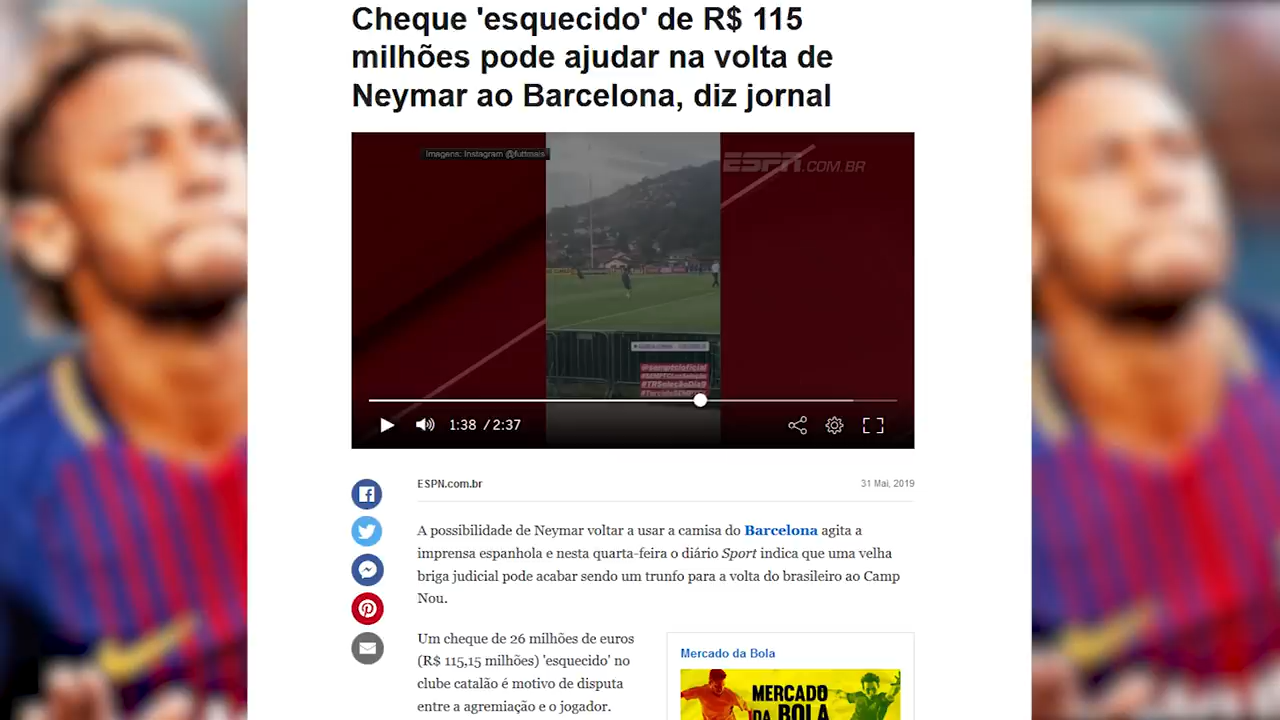 Cheque 'esquecido' de R$ 115
milhões pode ajudar na volta de
Neymar ao Barcelona, diz jornal
Imagens: Instagram @futtmais
ESPN.COM.BR
@semptcloficial
#TRSeleçãoDia9
1:38 / 2:37
ESPN.com.br
31 Mai, 2019
A possibilidade de Neymar voltar a usar a camisa do Barcelona agita a
imprensa espanhola e nesta quarta-feira o diário Sport indica que uma velha
briga judicial pode acabar sendo um trunfo para a volta do brasileiro ao Camp
Nou.
Um cheque de 26 milhões de euros
(R$ 115,15 milhões) 'esquecido' no
clube catalão é motivo de disputa
entre a agremiação e o jogador.
Mercado da Bola
MERCADO
DA BOLA